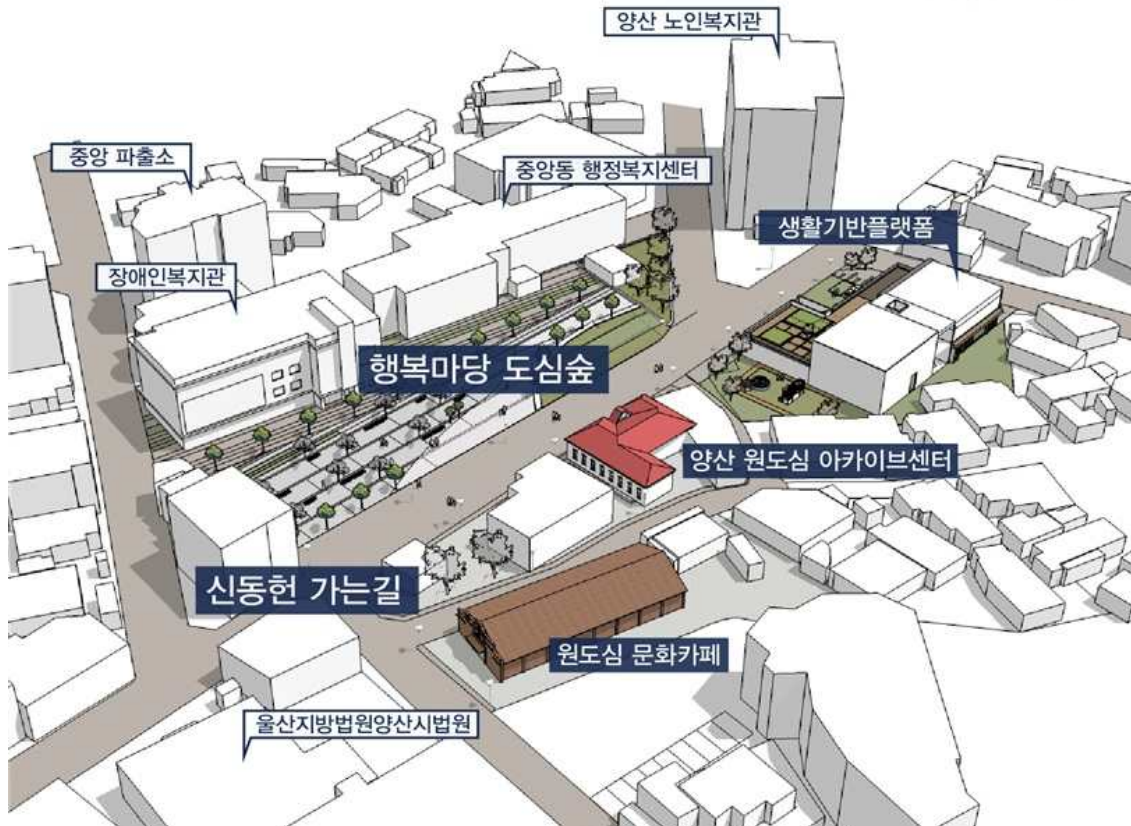 양산 노인복지관
중앙 파출소
중앙동 행정복지센터
생활기반플랫폼
장애인복지관
행복마당 도심숲
양산 원도심 아카이브센터
신동헌 가는길
원도심 문화카페
울산지방법원양산시법원